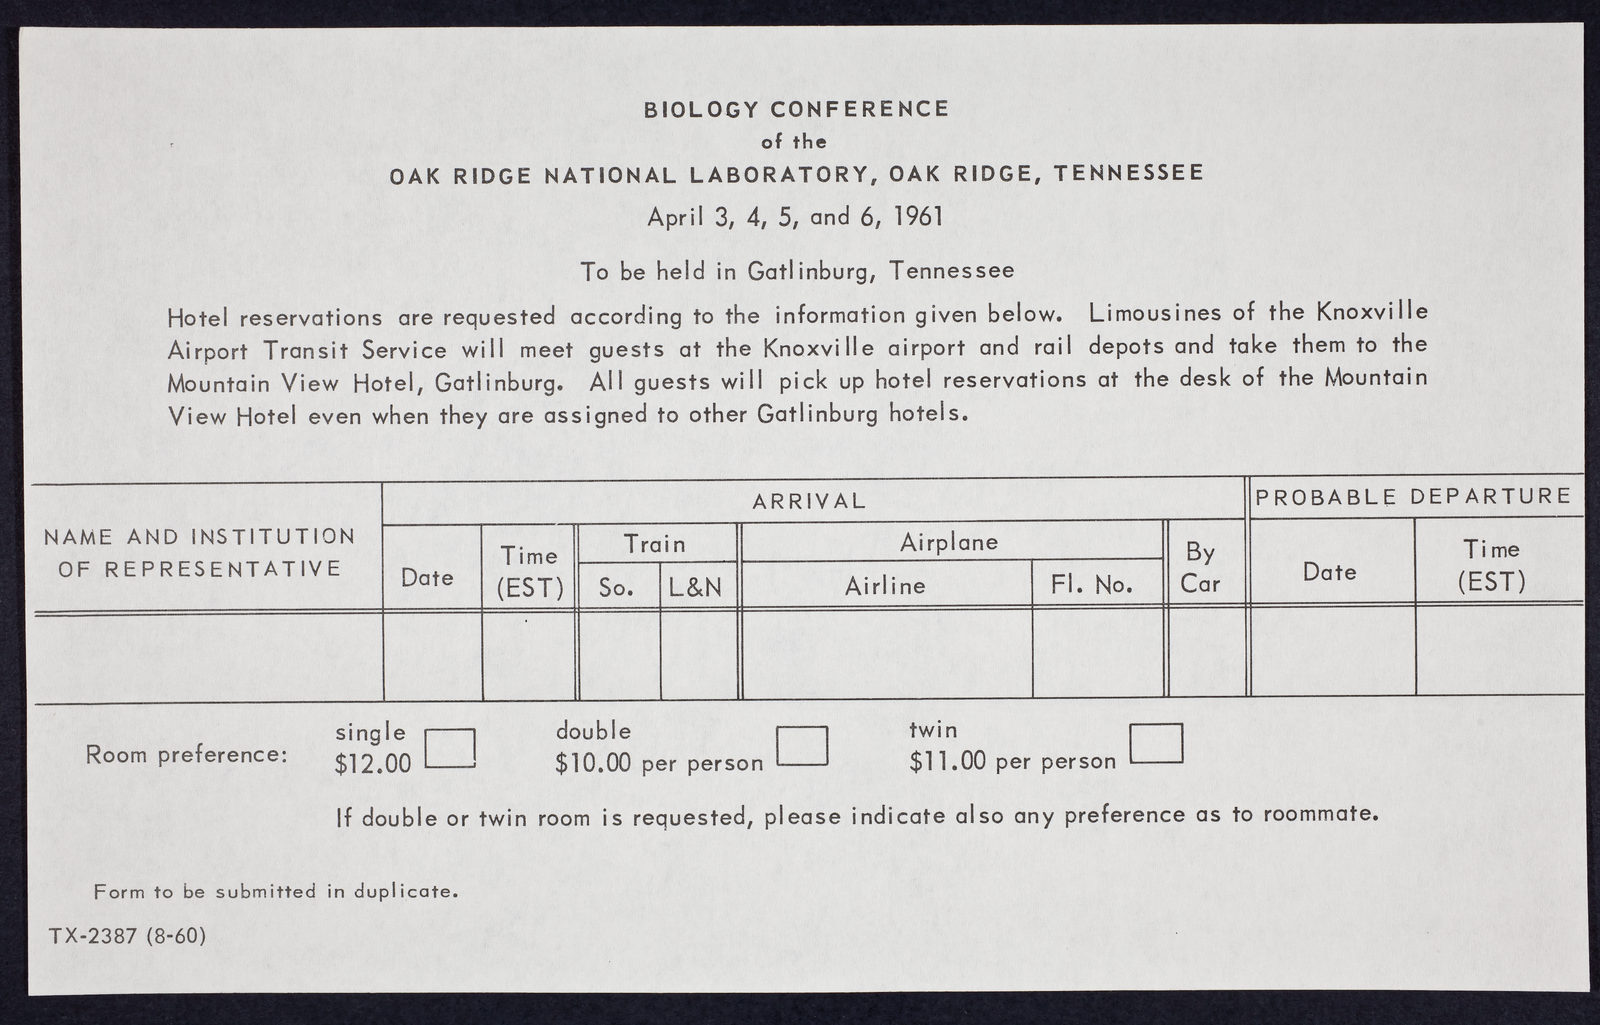 BIOLOGY CONFERENCE
of the
OAK RIDGE NATIONAL LABORATORY, OAK RIDGE, TENNESSEE
April 3, 4, 5, and 6, 1961
To be held in Gatlinburg, Tennessee
Hotel reservations are requested according to the information given below. Limousines of the Knoxville
Airport Transit Service will meet guests at the Knoxville airport and rail depots and take them to the
Mountain View Hotel, Gatlinburg. All guests will pick up hotel reservations at the desk of the Mountain
View Hotel even when they are assigned to other Gatlinburg hotels.
NAME AND INSTITUTION
OF REPRESENTATIVE
ARRIVAL
PROBABLE DEPARTURE
Date
Time
(EST)
Train
So.
L&N
Airplane
Airline
Fl. No.
By
Car
Date
Time
(EST)
Room preference:
single
$12.00
double
$10.00 per person
twin
$11.00 per person
If double or twin room is requested, please indicate also any preference as to roommate.
Form to be submitted in duplicate.
TX-2387 (8-60)